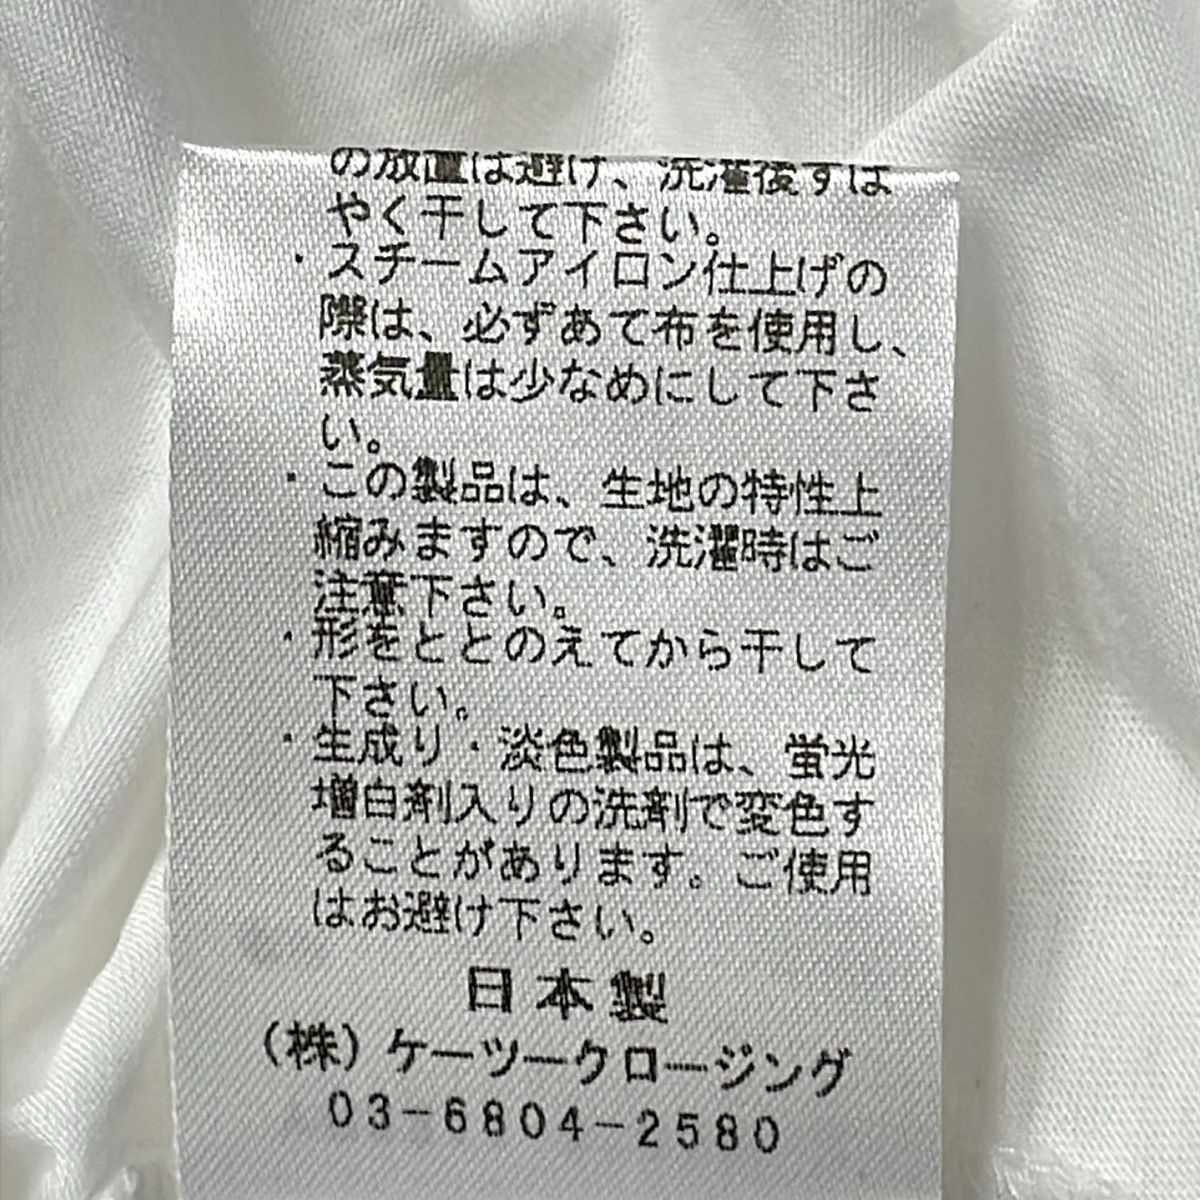 の放置は避け、洗濯後すば
やく干して下さい。
・スチームアイロン仕上げの
際は、必ずあて布を使用し、
蒸気量は少なめにして下さ
い。
・この製品は、生地の特性上
縮みますので、洗濯時はご
注意下さい。
・形をととのえてから干して
下さい。
・生成り・淡色製品は、蛍光
増白剤入りの洗剤で変色す
ることがあります。ご使用
はお避け下さい。
日本製
(株)ケーツークロージング
03-6804-2580